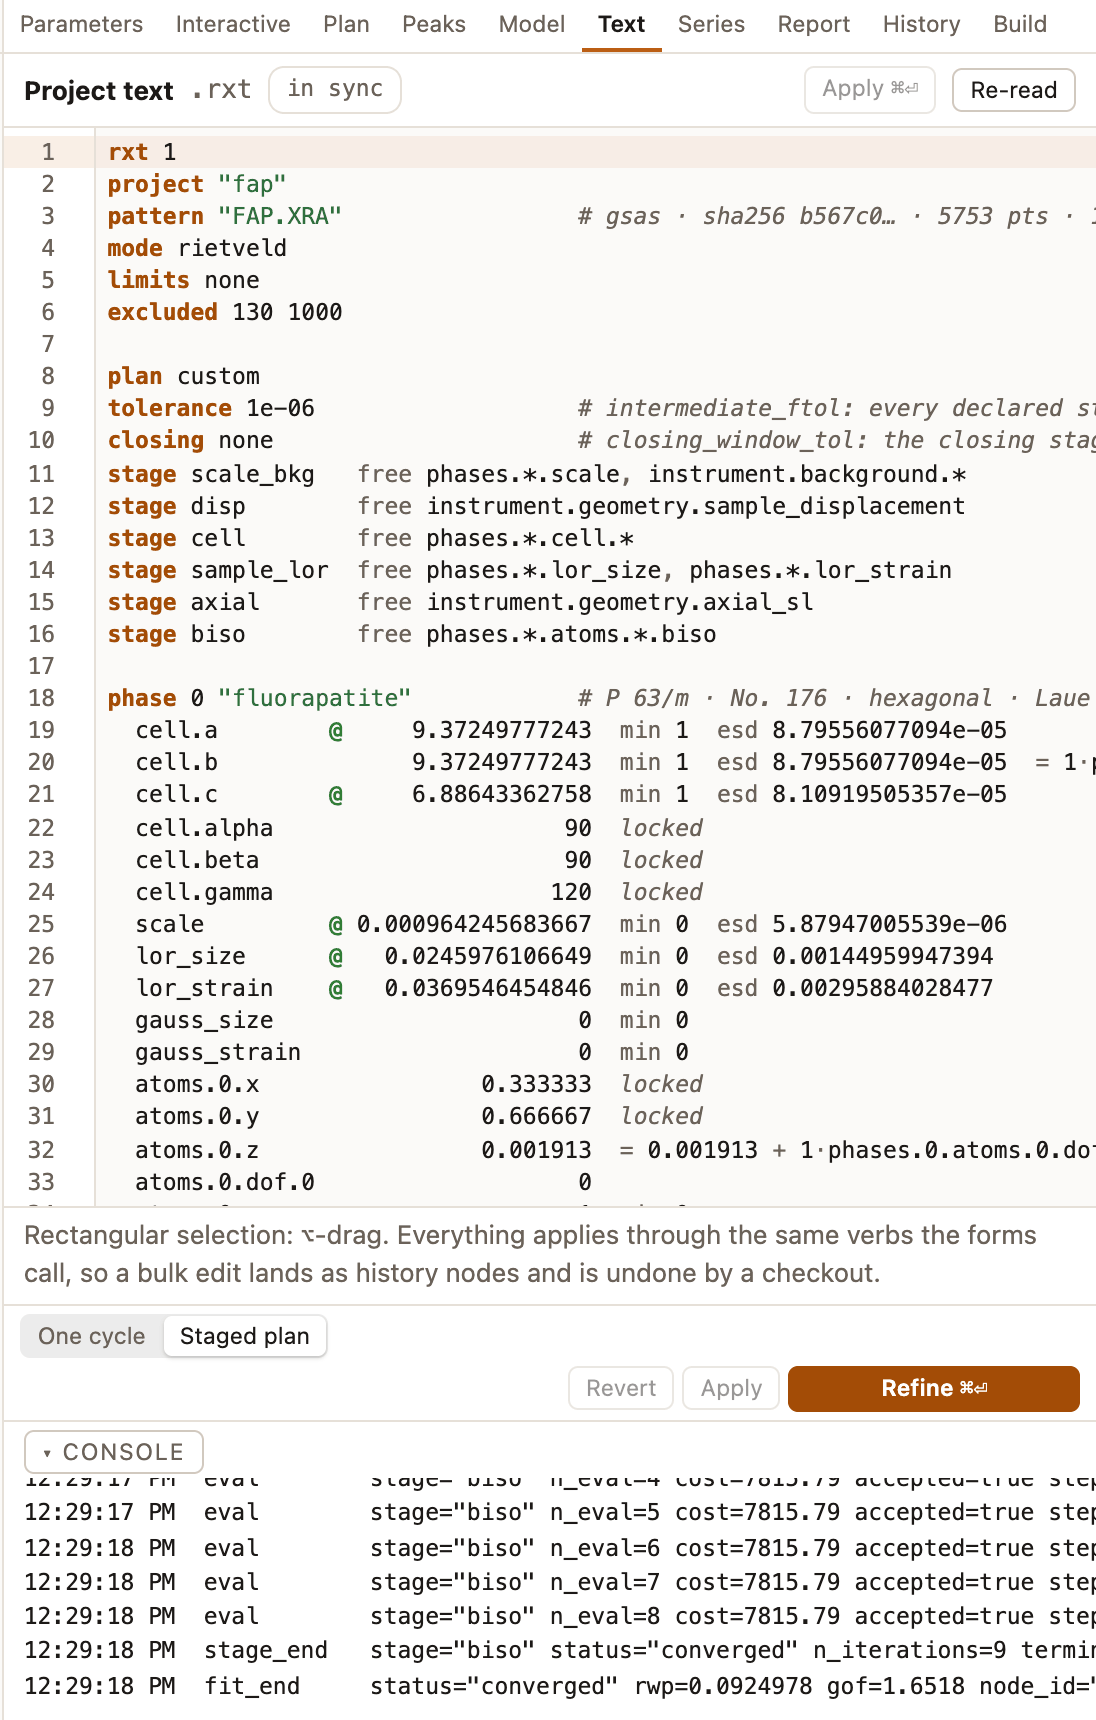 Parameters Interactive Plan Peaks Model Text Series Report History Build
Project text .rxt in sync Apply ⌘⏎ Re-read
1 rxt 1
2 project "fap"
3 pattern "FAP.XRA" # gsas · sha256 b567c0… · 5753 pts ·
4 mode rietveld
5 limits none
6 excluded 130 1000
7
8 plan custom
9 tolerance 1e-06 # intermediate_ftol: every declared st
10 closing none # closing_window_tol: the closing stag
11 stage scale_bkg free phases.*.scale, instrument.background.*
12 stage disp free instrument.geometry.sample_displacement
13 stage cell free phases.*.cell.*
14 stage sample_lor free phases.*.lor_size, phases.*.lor_strain
15 stage axial free instrument.geometry.axial_sl
16 stage biso free phases.*.atoms.*.biso
17
18 phase 0 "fluorapatite" # P 63/m · No. 176 · hexagonal · Laue
19 cell.a @ 9.37249777243 min 1 esd 8.79556077094e-05
20 cell.b 9.37249777243 min 1 esd 8.79556077094e-05 = 1·p
21 cell.c @ 6.88643362758 min 1 esd 8.10919505357e-05
22 cell.alpha 90 locked
23 cell.beta 90 locked
24 cell.gamma 120 locked
25 scale @ 0.000964245683667 min 0 esd 5.87947005539e-06
26 lor_size @ 0.0245976106649 min 0 esd 0.00144959947394
27 lor_strain @ 0.0369546454846 min 0 esd 0.00295884028477
28 gauss_size 0 min 0
29 gauss_strain 0 min 0
30 atoms.0.x 0.333333 locked
31 atoms.0.y 0.666667 locked
32 atoms.0.z 0.001913 = 0.001913 + 1·phases.0.atoms.0.do
33 atoms.0.dof.0 0
Rectangular selection: ⌥-drag. Everything applies through the same verbs the forms
call, so a bulk edit lands as history nodes and is undone by a checkout.
One cycle Staged plan
Revert Apply Refine ⌘⏎
▾ CONSOLE
12:29:17 PM eval stage="biso" n_eval=4 cost=7815.79 accepted=true step
12:29:17 PM eval stage="biso" n_eval=5 cost=7815.79 accepted=true step
12:29:18 PM eval stage="biso" n_eval=6 cost=7815.79 accepted=true step
12:29:18 PM eval stage="biso" n_eval=7 cost=7815.79 accepted=true step
12:29:18 PM eval stage="biso" n_eval=8 cost=7815.79 accepted=true step
12:29:18 PM stage_end stage="biso" status="converged" n_iterations=9 termin
12:29:18 PM fit_end status="converged" rwp=0.0924978 gof=1.6518 node_id="